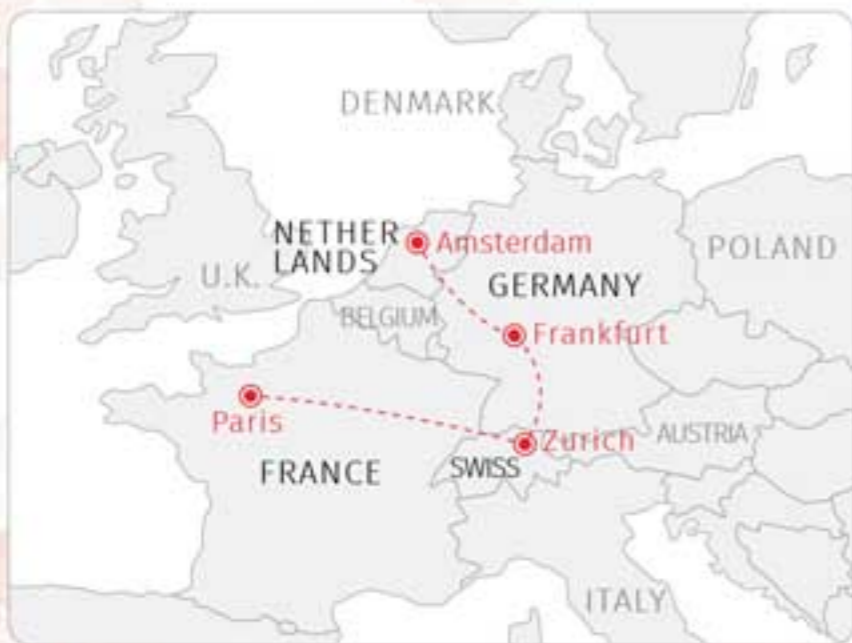 DENMARK
NETHER
LANDS
Amsterdam
POLAND
U.K.
GERMANY
BELGIUM
Frankfurt
Paris
Zurich
AUSTRIA
SWISS
FRANCE
ITALY